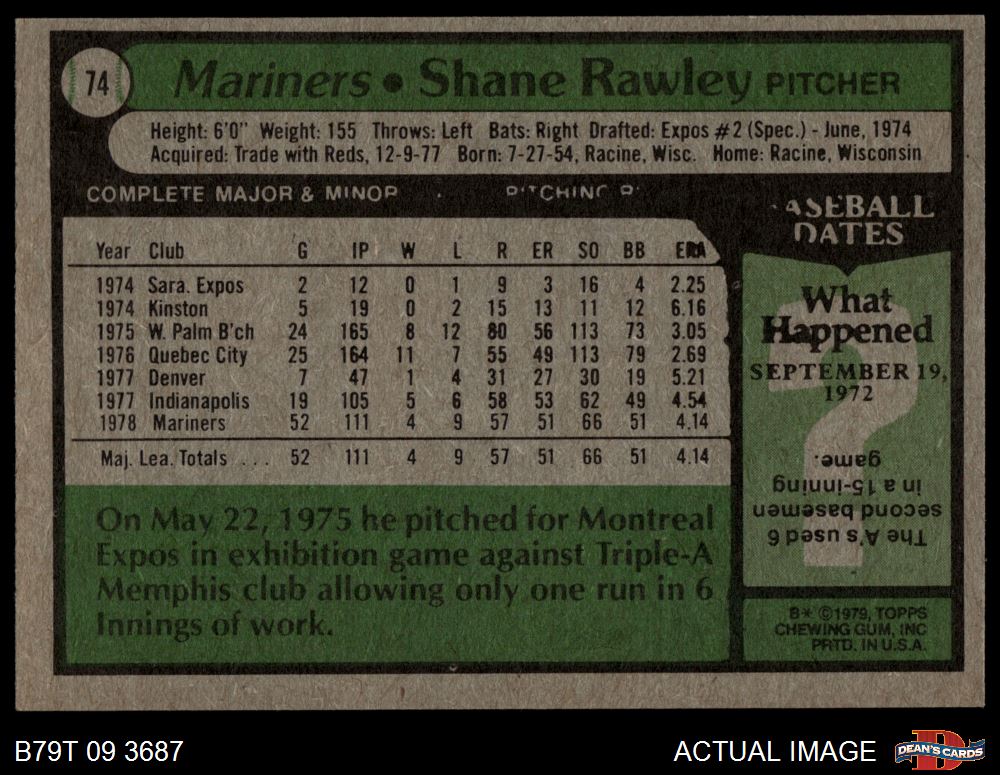 74
Mariners • Shane Rawley PITCHER
Height: 6'0" Weight: 155 Throws: Left Bats: Right Drafted: Expos #2 (Spec.) - June, 1974
Acquired: Trade with Reds, 12-9-77 Born: 7-27-54, Racine, Wisc. Home: Racine, Wisconsin
COMPLETE MAJOR & MINOR
Year Club G IP W L R ER SO BB ERA
1974 Sara. Expos 2 12 0 1 9 3 16 4 2.25
1974 Kinston 5 19 0 2 15 13 11 12 6.16
1975 W. Palm B'ch 24 165 8 12 80 56 113 73 3.05
1976 Quebec City 25 164 11 7 55 49 113 79 2.69
1977 Denver 7 47 1 4 31 27 30 19 5.21
1977 Indianapolis 19 105 5 6 58 53 62 49 4.54
1978 Mariners 52 111 4 9 57 51 66 51 4.14
Maj. Lea. Totals ... 52 111 4 9 57 51 66 51 4.14
On May 22, 1975 he pitched for Montreal
Expos in exhibition game against Triple-A
Memphis club allowing only one run in 6
innings of work.
ASEBALL
DATES
What
Happened
SEPTEMBER 19,
1972
?
The A's used 6
second basemen
in a 15-inning
game.
B* ©1979, TOPPS
CHEWING GUM, INC
PRTD. IN U.S.A.
B79T 09 3687
ACTUAL IMAGE
D
DEAN'S CARDS